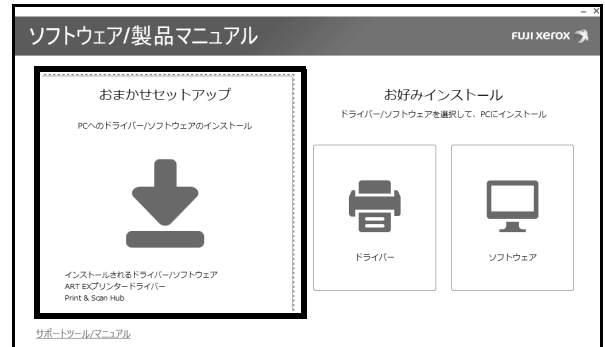 ソフトウェア/製品マニュアル
FUJI XEROX
おまかせセットアップ
PCへのドライバー/ソフトウェアのインストール
インストールされるドライバー/ソフトウェア
ART EXプリンタードライバー
Print & Scan Hub
お好みインストール
ドライバー/ソフトウェアを選択して、PCにインストール
ドライバー
ソフトウェア
サポートツール/マニュアル